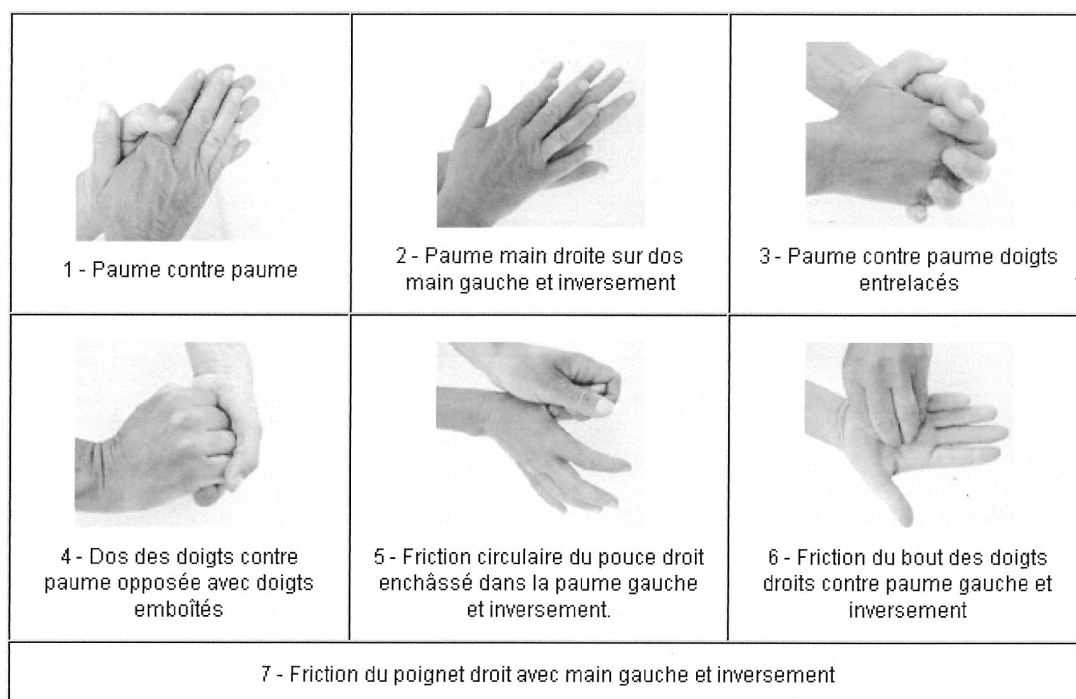 1 - Paume contre paume
2 - Paume main droite sur dos
main gauche et inversement
3 - Paume contre paume doigts
entrelacés
4 - Dos des doigts contre
paume opposée avec doigts
emboîtés
5 - Friction circulaire du pouce droit
enchâssé dans la paume gauche
et inversement.
6 - Friction du bout des doigts
droits contre paume gauche et
inversement
7 - Friction du poignet droit avec main gauche et inversement